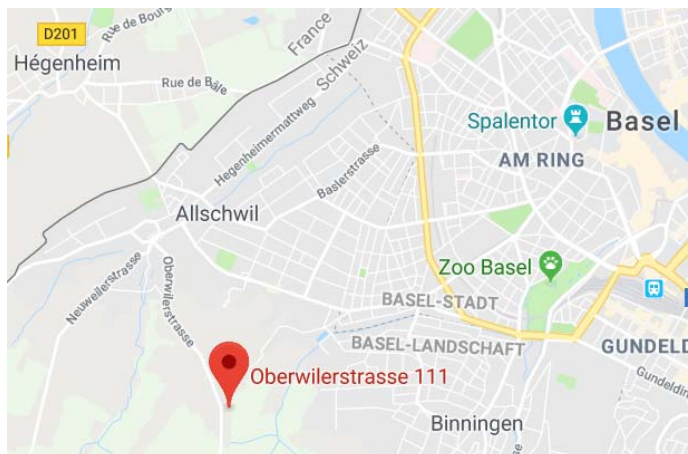 D201
Rue de Bourg
Hégenheim
France
Schweiz
Rue de Bâle
Hegenheimermattweg
Spalentor
Basel
AM RING
Baslerstrasse
Allschwil
Neuweilerstrasse
Oberwilerstrasse
Zoo Basel
BASEL-STADT
BASEL-LANDSCHAFT
GUNDELD
Gundeldin
Oberwilerstrasse 111
Binningen